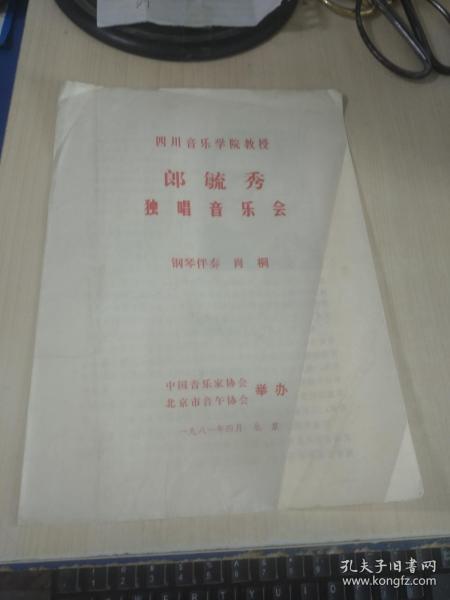 四川音乐学院教授
郎毓秀
独唱音乐会
钢琴伴奏 肖桐
中国音乐家协会
北京市音午协会
举办
一九八一年四月 北京
孔夫子旧书网
www.kongfz.com